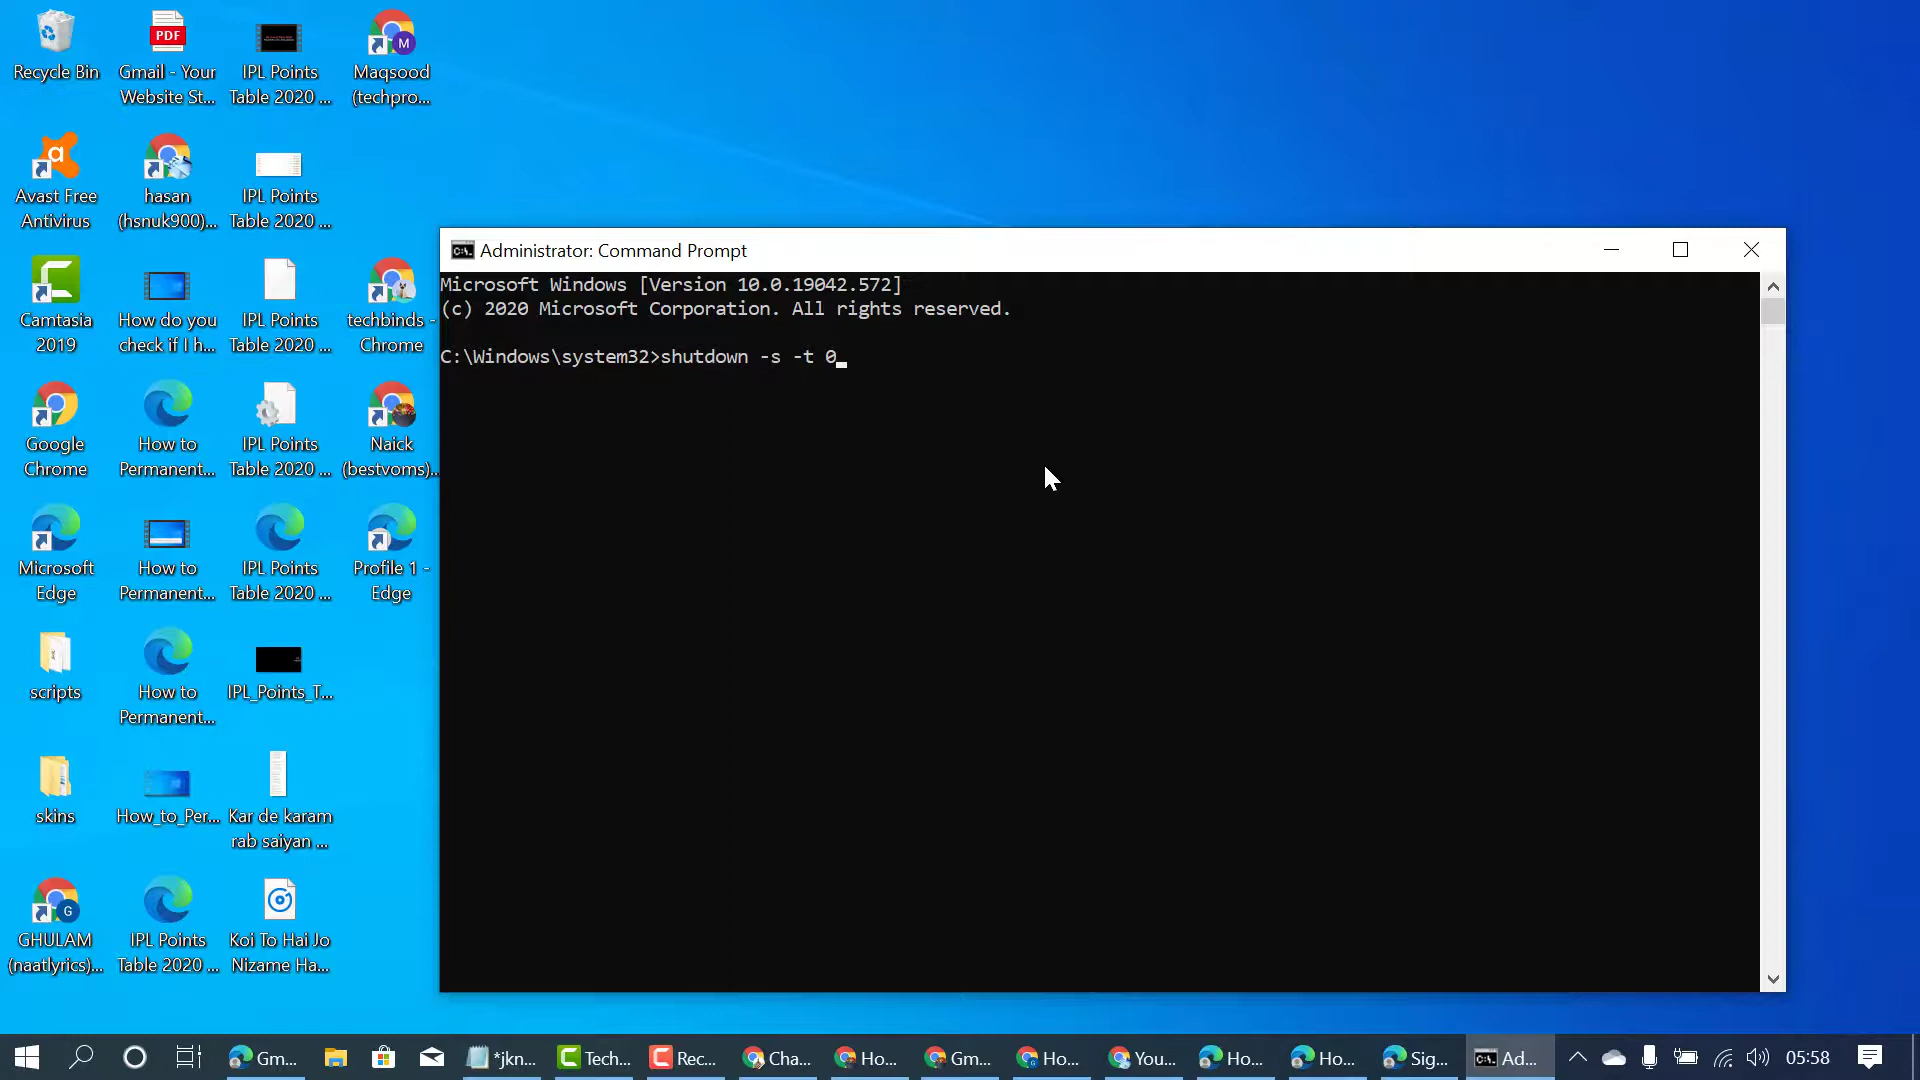 Recycle Bin
PDF
Gmail - Your
Website St...
IPL Points
Table 2020 ...
M
Maqsood
(techpro...
a
Avast Free
Antivirus
hasan
(hsnuk900)...
IPL Points
Table 2020 ...
Camtasia
2019
How do you
check if I h...
IPL Points
Table 2020 ...
techbinds -
Chrome
Google
Chrome
How to
Permanent...
IPL Points
Table 2020 ...
Naick
(bestvoms)...
Microsoft
Edge
How to
Permanent...
IPL Points
Table 2020 ...
Profile 1 -
Edge
scripts
How to
Permanent...
IPL_Points_T...
skins
How_to_Per...
Kar de karam
rab saiyan ...
G
GHULAM
(naatlyrics)...
IPL Points
Table 2020 ...
Koi To Hai Jo
Nizame Ha...
C:\. Administrator: Command Prompt
Microsoft Windows [Version 10.0.19042.572]
(c) 2020 Microsoft Corporation. All rights reserved.
C:\Windows\system32>shutdown -s -t 0
Gm... *jkn... Tech... Rec... Cha... Ho... Gm... Ho... You... Ho... Ho... Sig... Ad... 05:58